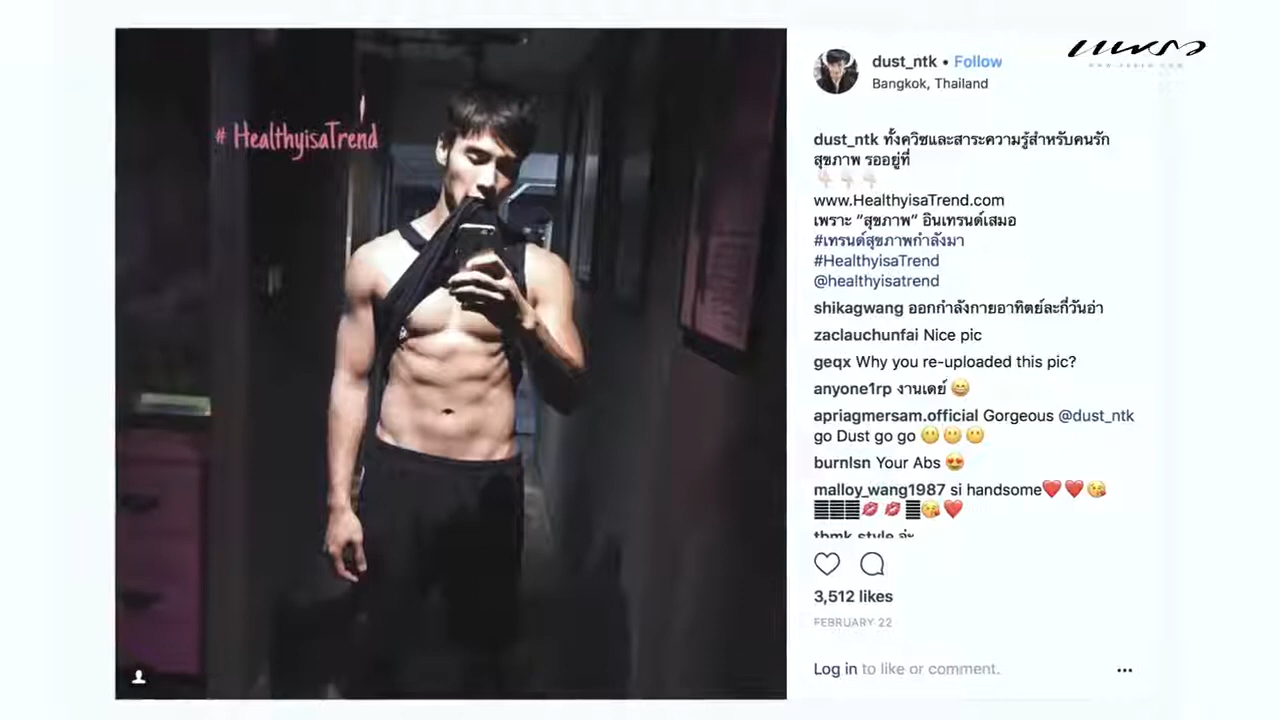 # HealthyisaTrend
แพรว
dust_ntk • Follow
Bangkok, Thailand
dust_ntk ทั้งควิซและสาระความรู้สำหรับคนรัก
สุขภาพ รออยู่ที่
👇🏻👇🏻👇🏻
www.HealthyisaTrend.com
เพราะ “สุขภาพ” อินเทรนด์เสมอ
#เทรนด์สุขภาพกำลังมา
#HealthyisaTrend
@healthyisatrend
shikagwang ออกกำลังกายอาทิตย์ละกี่วันอ่า
zaclauchunfai Nice pic
geqx Why you re-uploaded this pic?
anyone1rp งานเดย์ 😂
apriagmersam.official Gorgeous @dust_ntk
go Dust go go 😬 😬 😬
burnlsn Your Abs 😍
malloy_wang1987 si handsome❤️ ❤️ 😘
💋 💋 😘❤️
3,512 likes
FEBRUARY 22
Log in to like or comment.